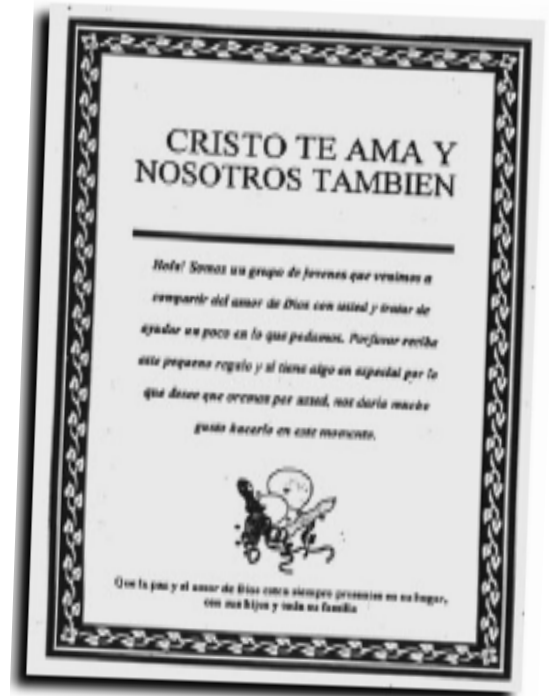 CRISTO TE AMA Y
NOSOTROS TAMBIEN
Hola! Somos un grupo de jovenes que venimos a
compartir del amor de Dios con usted y tratar de
ayudar un poco en lo que podamos. Porfavor reciba
este pequeno regalo y si tiene algo en especial por lo
que desee que oremos por usted, nos daria mucho
gusto hacerlo en este momento.
Que la paz y el amor de Dios esten siempre presentes en su hogar,
con sus hijos y toda su familia